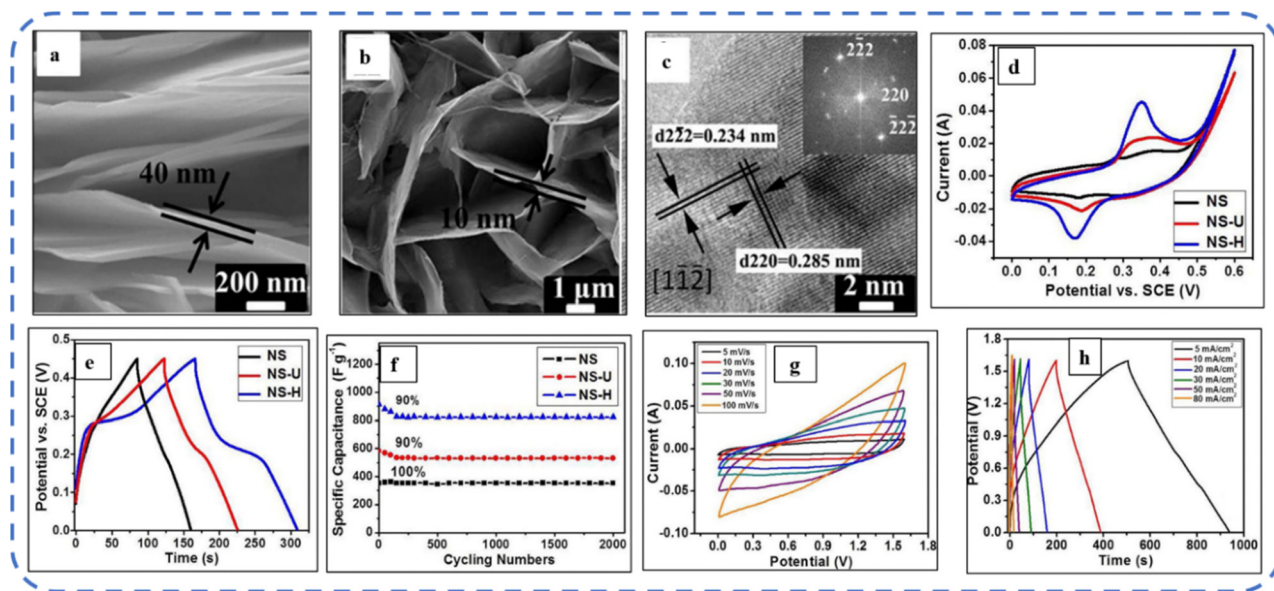 a
40 nm
200 nm
b
10 nm
1 μm
c
d22̄2=0.234 nm
22̄2
220
2̄22̄
[11̄2̄]
d220=0.285 nm
2 nm
d
Current (A)
0.08
0.06
0.04
0.02
0.00
-0.02
-0.04
NS
NS-U
NS-H
0.0 0.1 0.2 0.3 0.4 0.5 0.6
Potential vs. SCE (V)
e
Potential vs. SCE (V)
0.5
0.4
0.3
0.2
0.1
0.0
NS
NS-U
NS-H
0 50 100 150 200 250 300
Time (s)
f
Specific Capacitance (F g-1)
1200
1000
800
600
400
200
0
NS
NS-U
NS-H
90%
90%
100%
0 500 1000 1500 2000
Cycling Numbers
g
Current (A)
0.10
0.05
0.00
-0.05
-0.10
5 mV/s
10 mV/s
20 mV/s
30 mV/s
50 mV/s
100 mV/s
0.0 0.3 0.6 0.9 1.2 1.5 1.8
Potential (V)
h
Potential (V)
1.8
1.5
1.2
0.9
0.6
0.3
0.0
5 mA/cm²
10 mA/cm²
20 mA/cm²
30 mA/cm²
50 mA/cm²
80 mA/cm²
0 200 400 600 800 1000
Time (s)